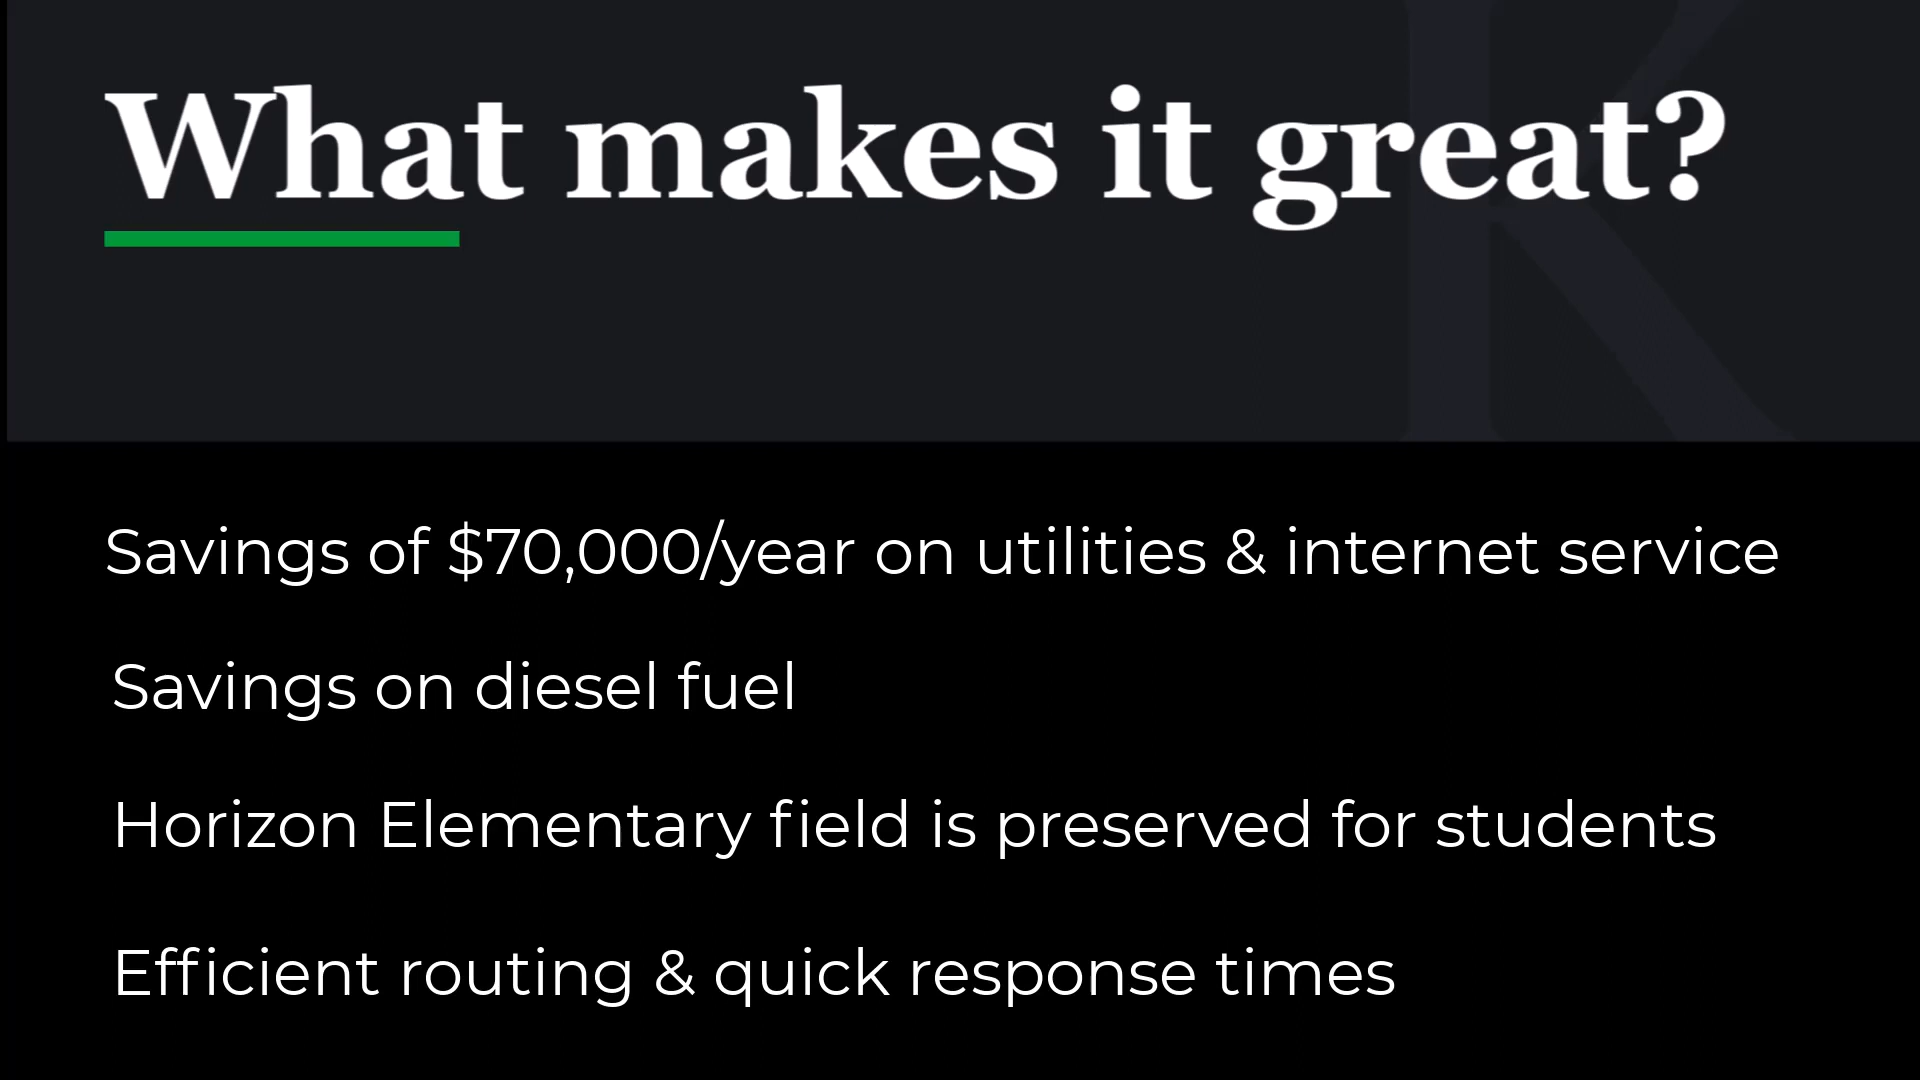 What makes it great?
Savings of $70,000/year on utilities & internet service
Savings on diesel fuel
Horizon Elementary field is preserved for students
Efficient routing & quick response times